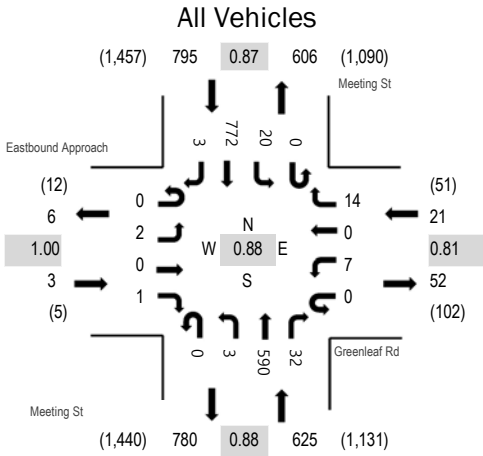 All Vehicles
(1,457) 795 0.87 606 (1,090)
Meeting St
3 772 20 0
Eastbound Approach
(12) (51)
0 14
6 21
2 N 0
1.00 W 0.88 E 0.81
0 S 7
3 52
1 0
(5) (102)
0 3 590 32
Greenleaf Rd
Meeting St
(1,440) 780 0.88 625 (1,131)